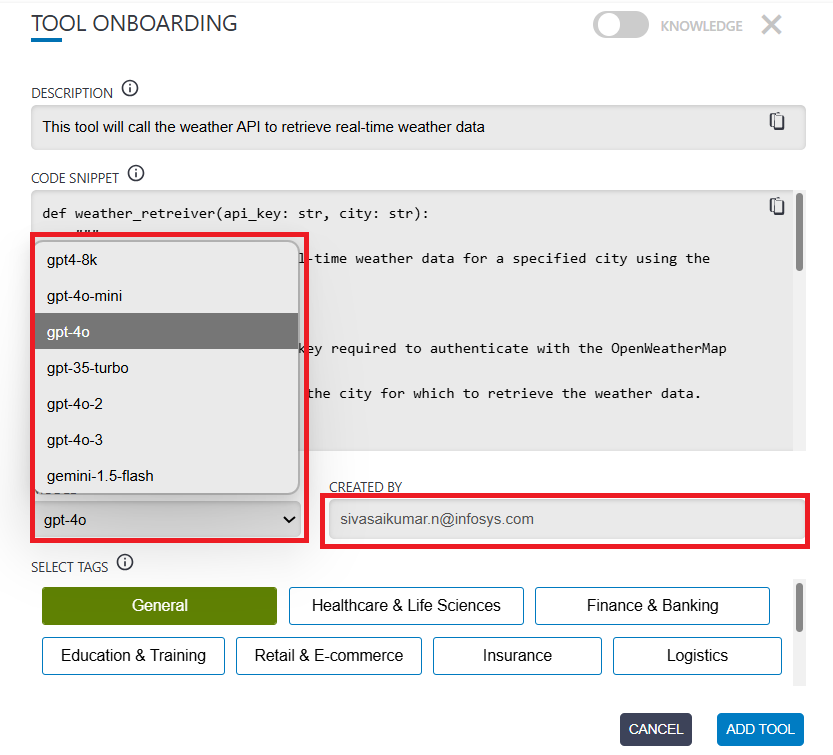 TOOL ONBOARDING
KNOWLEDGE
DESCRIPTION
This tool will call the weather API to retrieve real-time weather data
CODE SNIPPET
def weather_retreiver(api_key: str, city: str):
"""
l-time weather data for a specified city using the
key required to authenticate with the OpenWeatherMap
the city for which to retrieve the weather data.
gpt4-8k
gpt-4o-mini
gpt-4o
gpt-35-turbo
gpt-4o-2
gpt-4o-3
gemini-1.5-flash
gpt-4o
CREATED BY
sivasaikumar.n@infosys.com
SELECT TAGS
General
Healthcare & Life Sciences
Finance & Banking
Education & Training
Retail & E-commerce
Insurance
Logistics
CANCEL
ADD TOOL